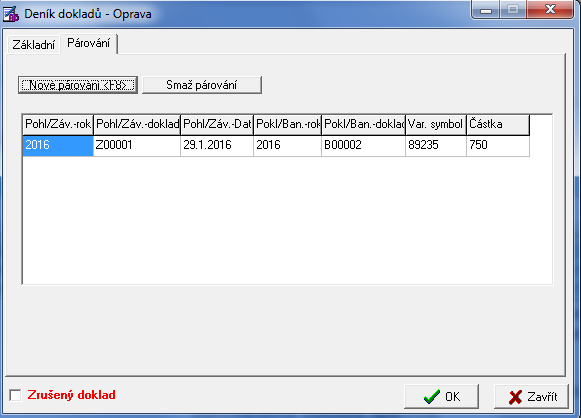 Deník dokladů - Oprava
Základní Párování
Nové párování <F8> Smaž párování
Pohl/Záv.-rok Pohl/Záv.-doklad Pohl/Záv.-Dat Pokl/Ban.-rok Pokl/Ban.-doklad Var. symbol Částka
2016 Z00001 29.1.2016 2016 B00002 89235 750
Zrušený doklad OK Zavřít